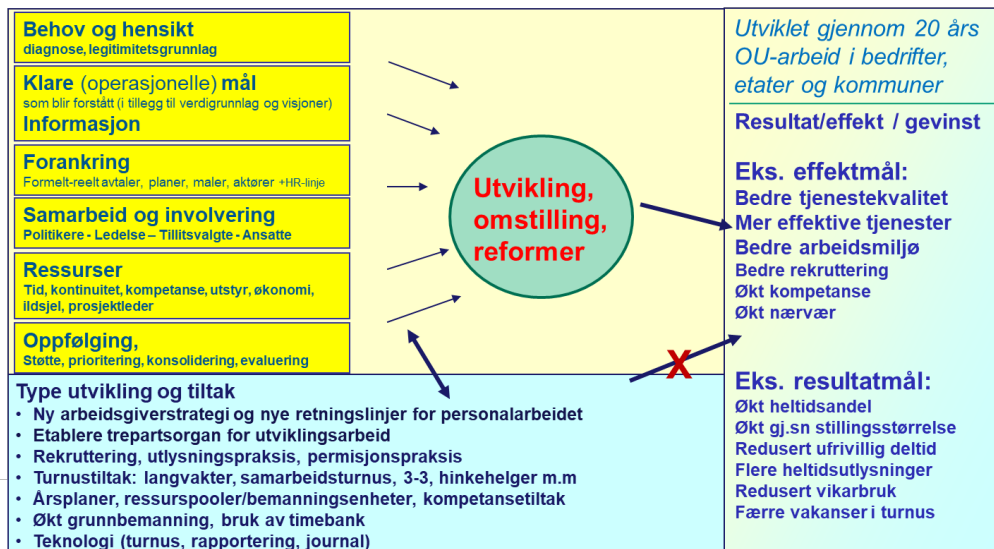 Behov og hensikt
diagnose, legitimitetsgrunnlag
Klare (operasjonelle) mål
som blir forstått (i tillegg til verdigrunnlag og visjoner)
Informasjon
Forankring
Formelt-reelt avtaler, planer, maler, aktører +HR-linje
Samarbeid og involvering
Politikere - Ledelse – Tillitsvalgte - Ansatte
Ressurser
Tid, kontinuitet, kompetanse, utstyr, økonomi,
ildsjel, prosjektleder
Oppfølging,
Støtte, prioritering, konsolidering, evaluering
Utvikling,
omstilling,
reformer
X
Type utvikling og tiltak
• Ny arbeidsgiverstrategi og nye retningslinjer for personalarbeidet
• Etablere trepartsorgan for utviklingsarbeid
• Rekruttering, utlysningspraksis, permisjonspraksis
• Turnustiltak: langvakter, samarbeidsturnus, 3-3, hinkehelger m.m
• Årsplaner, ressurspooler/bemanningsenheter, kompetansetiltak
• Økt grunnbemanning, bruk av timebank
• Teknologi (turnus, rapportering, journal)
Utviklet gjennom 20 års
OU-arbeid i bedrifter,
etater og kommuner
Resultat/effekt / gevinst
Eks. effektmål:
Bedre tjenestekvalitet
Mer effektive tjenester
Bedre arbeidsmiljø
Bedre rekruttering
Økt kompetanse
Økt nærvær
Eks. resultatmål:
Økt heltidsandel
Økt gj.sn stillingsstørrelse
Redusert ufrivillig deltid
Flere heltidsutlysninger
Redusert vikarbruk
Færre vakanser i turnus